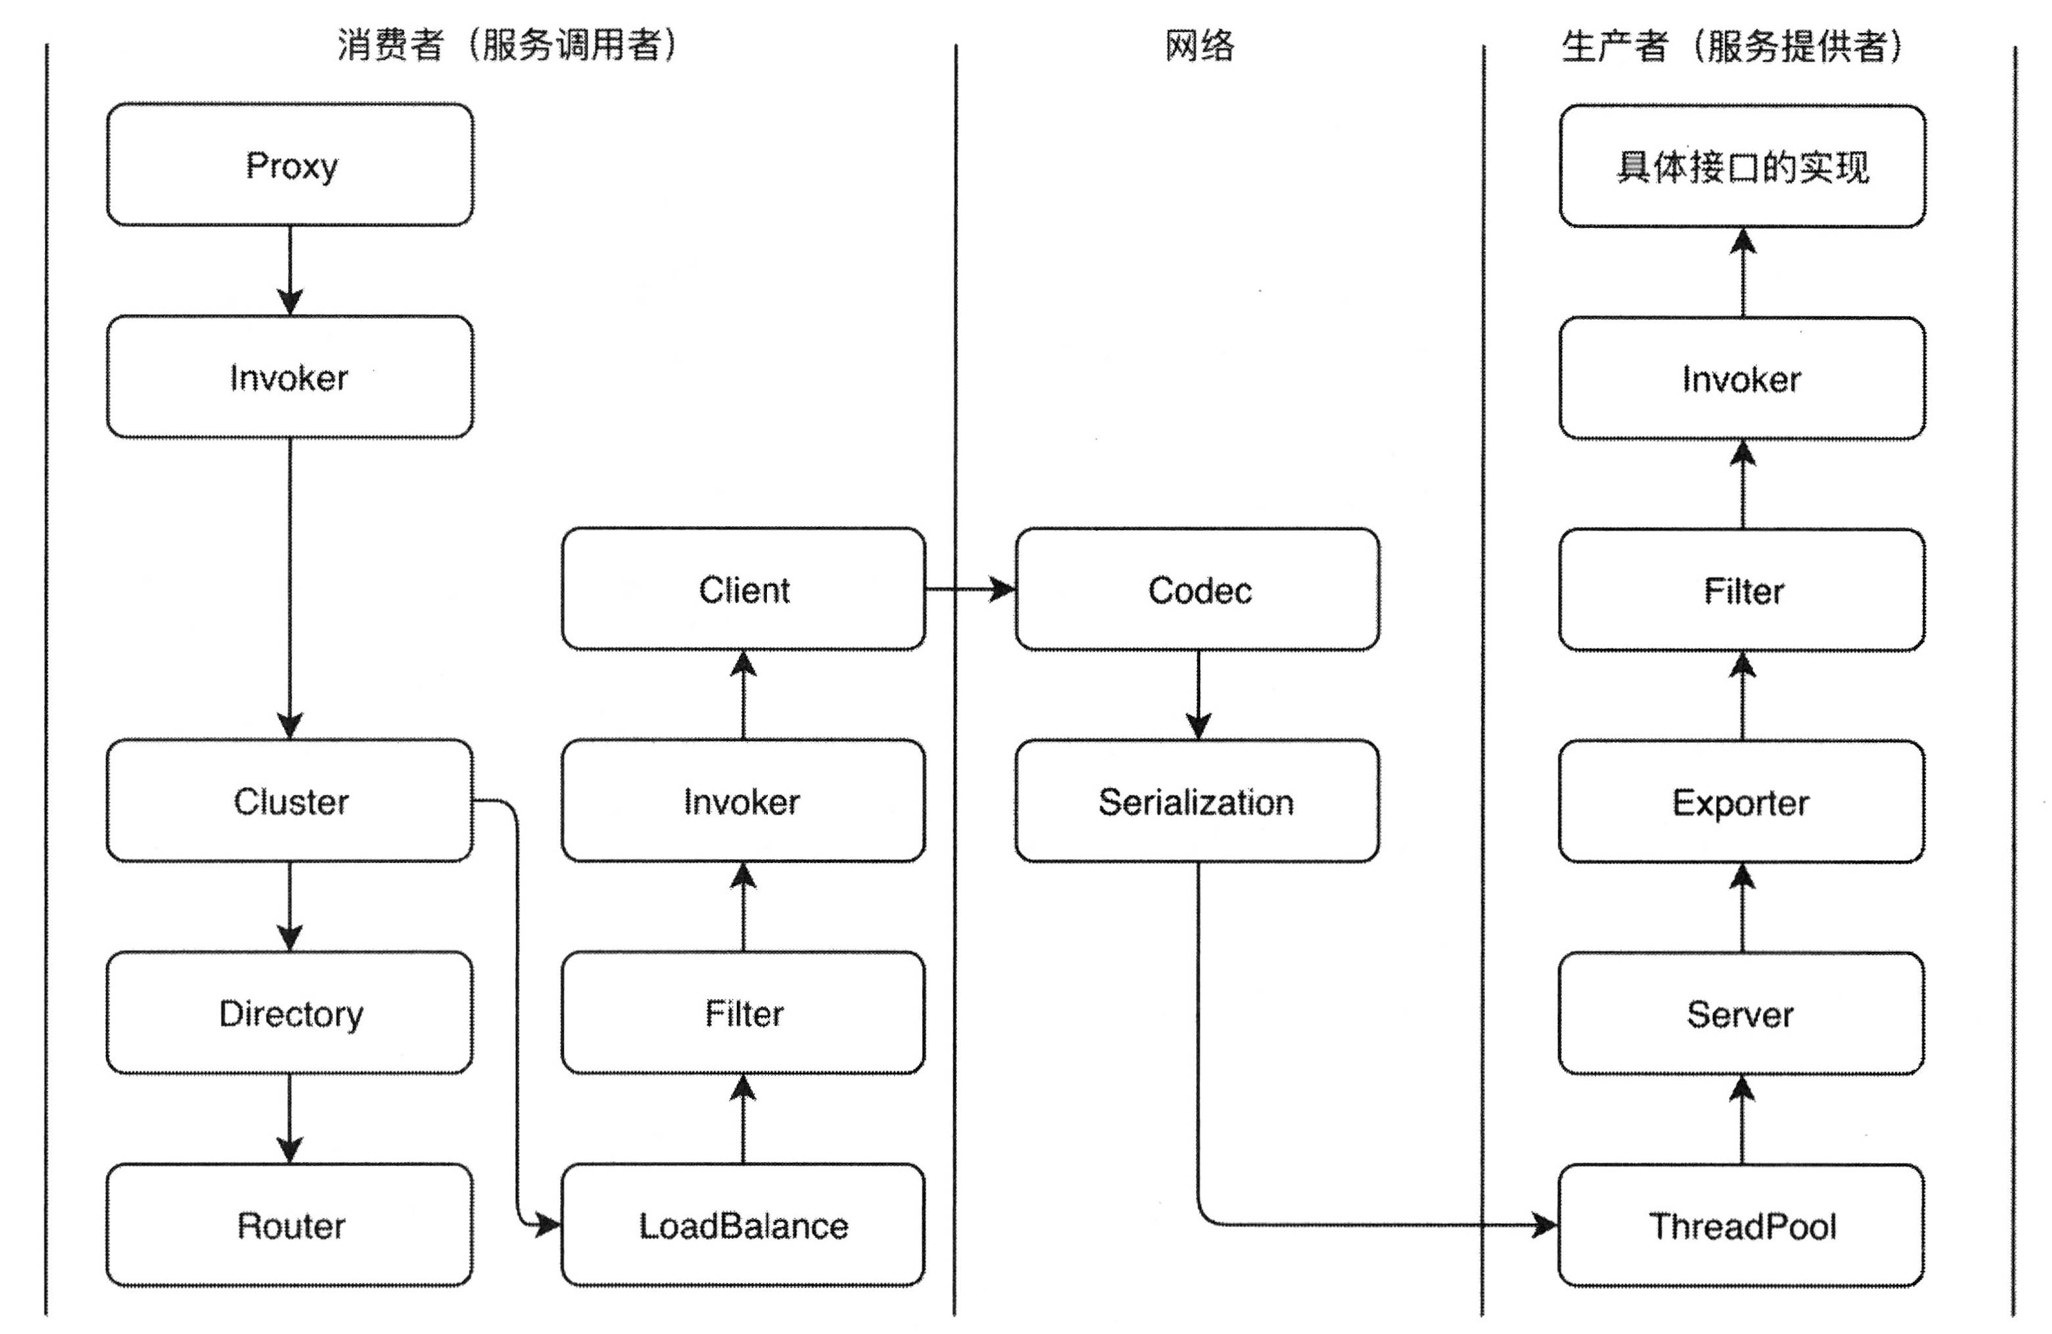 消费者（服务调用者）
网络
生产者（服务提供者）
Proxy
Invoker
Cluster
Directory
Router
Client
Invoker
Filter
LoadBalance
Codec
Serialization
具体接口的实现
Invoker
Filter
Exporter
Server
ThreadPool